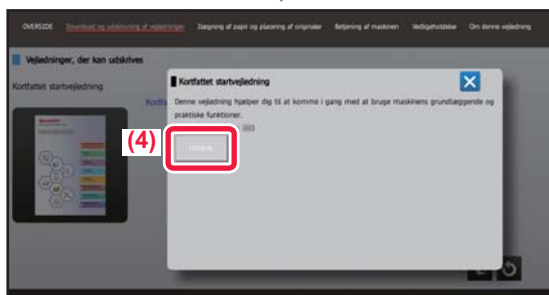 OVERSIDE Download og udskrivning af vejledninger Ilægning af papir og placering af originaler Betjening af maskinen Vedligeholdelse Om denne vejledning
Vejledninger, der kan udskrives
Kortfattet startvejledning
Kortfattet startvejledning
Denne vejledning hjælper dig til at komme i gang med at bruge maskinens grundlæggende og
praktiske funktioner.
(4)
Udskriv